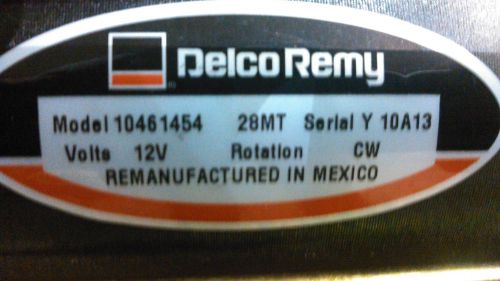 Delco Remy
Model 10461454 28MT Serial Y 10A13
Volts 12V Rotation CW
REMANUFACTURED IN MEXICO